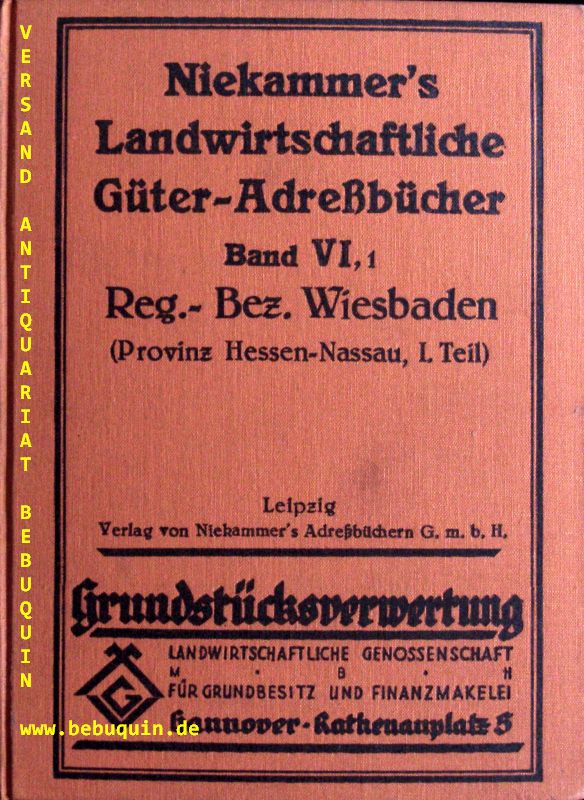 Niekammer's
Landwirtschaftliche
Güter-Adreßbücher
Band VI, 1
Reg.- Bez. Wiesbaden
(Provinz Hessen-Nassau, I. Teil)
Leipzig
Verlag von Niekammer's Adreßbüchern G. m. b. H.
Grundstücksverwertung
LANDWIRTSCHAFTLICHE GENOSSENSCHAFT
M · B · H
FÜR GRUNDBESITZ UND FINANZMAKELEI
Hannover - Rathenauplatz 5
G
VERSAND ANTIQUARIAT BEBUQUIN
www.bebuquin.de